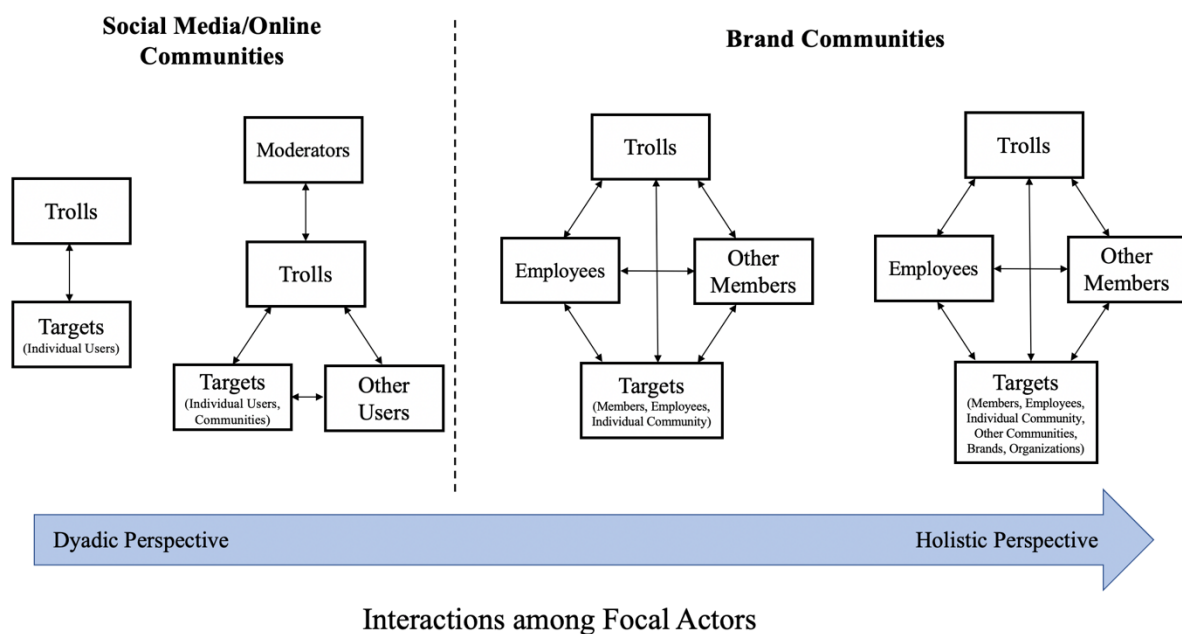 Social Media/Online
Communities
Brand Communities
Trolls
Targets
(Individual Users)
Moderators
Trolls
Targets
(Individual Users,
Communities)
Other
Users
Trolls
Employees
Other
Members
Targets
(Members, Employees,
Individual Community)
Trolls
Employees
Other
Members
Targets
(Members, Employees,
Individual Community,
Other Communities,
Brands, Organizations)
Dyadic Perspective
Holistic Perspective
Interactions among Focal Actors